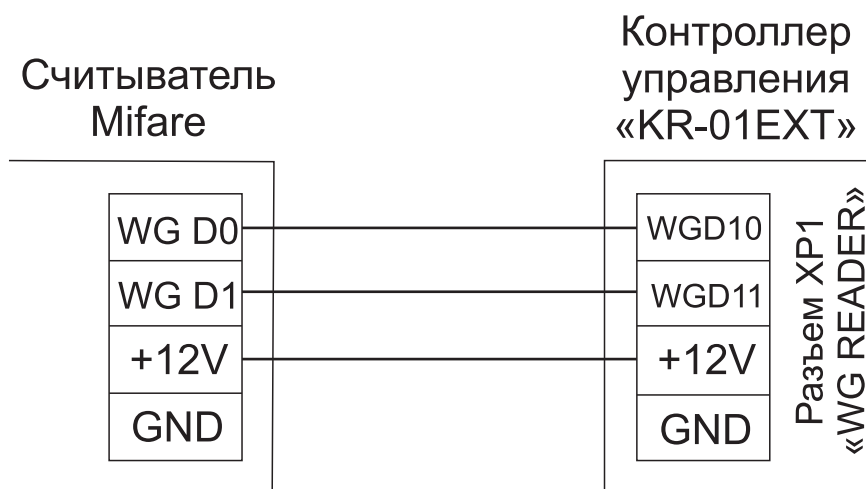 Считыватель
Mifare
Контроллер
управления
«KR-01EXT»
WG D0
WG D1
+12V
GND
WGD10
WGD11
+12V
GND
Разъем XP1
«WG READER»